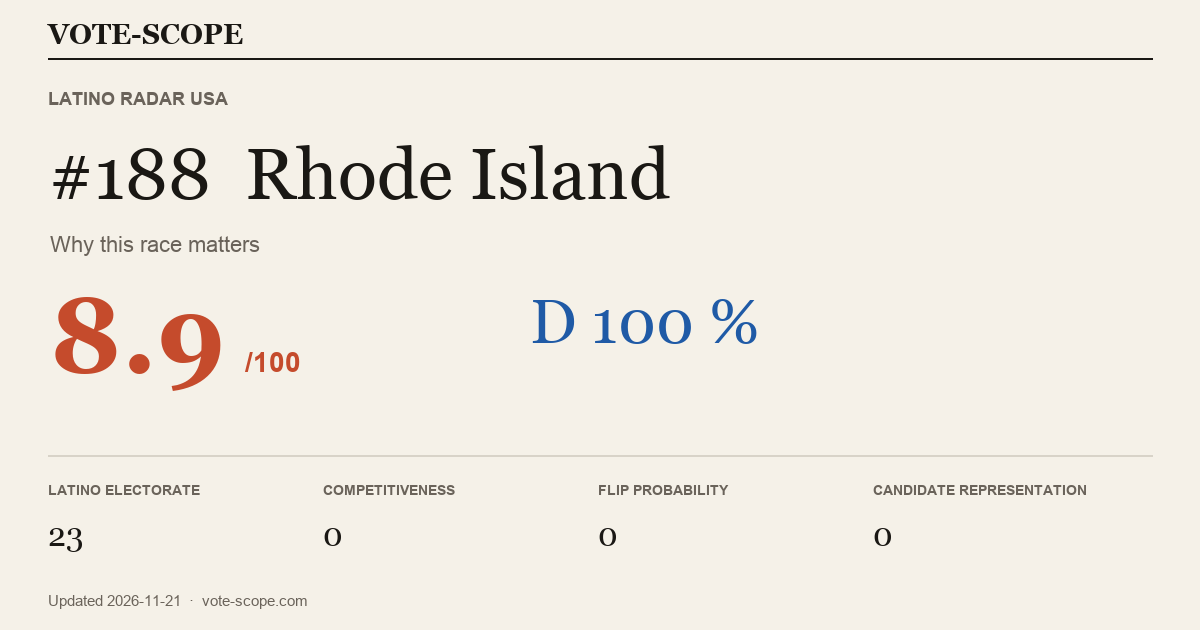 VOTE-SCOPE
LATINO RADAR USA
#188 Rhode Island
Why this race matters
8.9 /100
D 100 %
LATINO ELECTORATE
23
COMPETITIVENESS
0
FLIP PROBABILITY
0
CANDIDATE REPRESENTATION
0
Updated 2026-11-21 · vote-scope.com